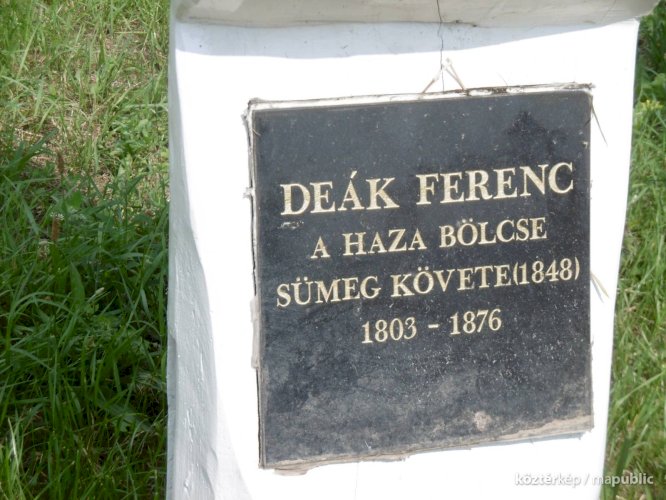 DEÁK FERENC
A HAZA BÖLCSE
SÜMEG KÖVETE(1848)
1803 - 1876
köztérkép / mapublic